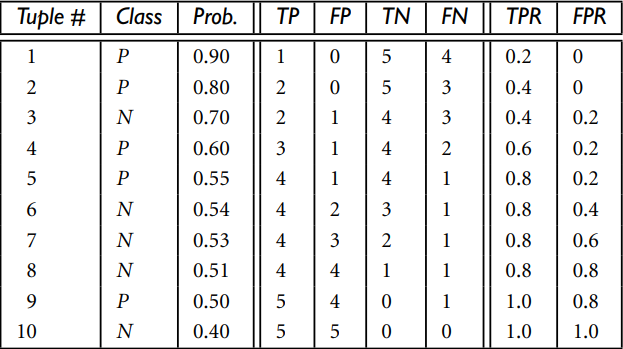 Tuple # Class Prob. TP FP TN FN TPR FPR
1 P 0.90 1 0 5 4 0.2 0
2 P 0.80 2 0 5 3 0.4 0
3 N 0.70 2 1 4 3 0.4 0.2
4 P 0.60 3 1 4 2 0.6 0.2
5 P 0.55 4 1 4 1 0.8 0.2
6 N 0.54 4 2 3 1 0.8 0.4
7 N 0.53 4 3 2 1 0.8 0.6
8 N 0.51 4 4 1 1 0.8 0.8
9 P 0.50 5 4 0 1 1.0 0.8
10 N 0.40 5 5 0 0 1.0 1.0